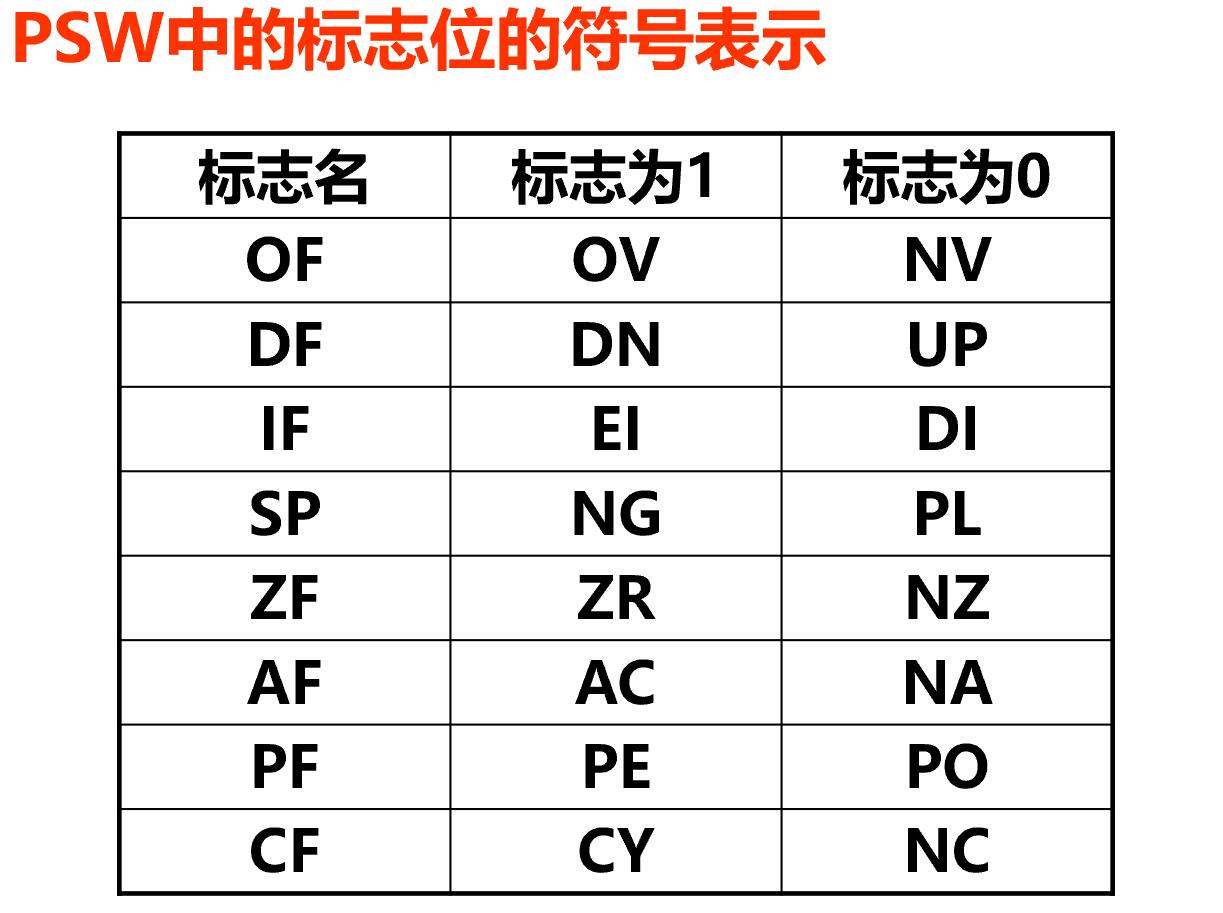 PSW中的标志位的符号表示
标志名 标志为1 标志为0
OF OV NV
DF DN UP
IF EI DI
SP NG PL
ZF ZR NZ
AF AC NA
PF PE PO
CF CY NC